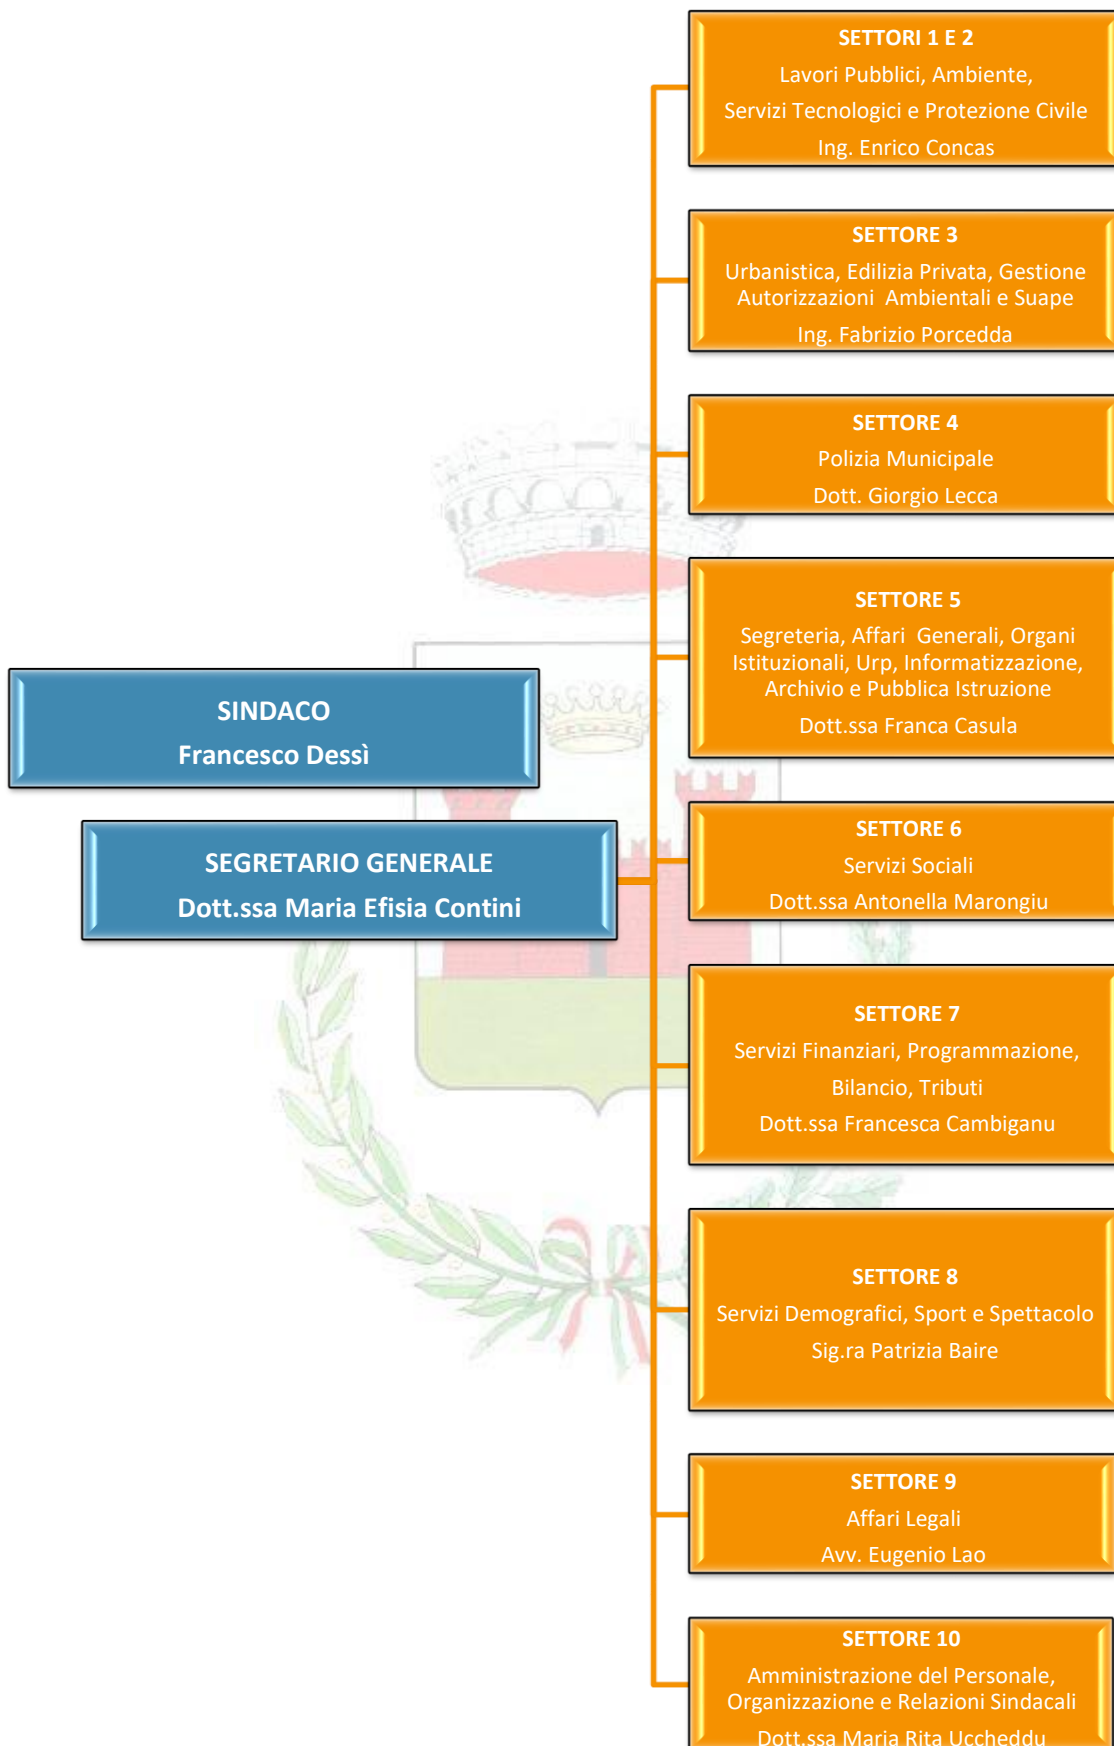 SINDACO
Francesco Dessì
SEGRETARIO GENERALE
Dott.ssa Maria Efisia Contini
SETTORI 1 E 2
Lavori Pubblici, Ambiente,
Servizi Tecnologici e Protezione Civile
Ing. Enrico Concas
SETTORE 3
Urbanistica, Edilizia Privata, Gestione
Autorizzazioni Ambientali e Suape
Ing. Fabrizio Porcedda
SETTORE 4
Polizia Municipale
Dott. Giorgio Lecca
SETTORE 5
Segreteria, Affari Generali, Organi
Istituzionali, Urp, Informatizzazione,
Archivio e Pubblica Istruzione
Dott.ssa Franca Casula
SETTORE 6
Servizi Sociali
Dott.ssa Antonella Marongiu
SETTORE 7
Servizi Finanziari, Programmazione,
Bilancio, Tributi
Dott.ssa Francesca Cambiganu
SETTORE 8
Servizi Demografici, Sport e Spettacolo
Sig.ra Patrizia Baire
SETTORE 9
Affari Legali
Avv. Eugenio Lao
SETTORE 10
Amministrazione del Personale,
Organizzazione e Relazioni Sindacali
Dott.ssa Maria Rita Uccheddu